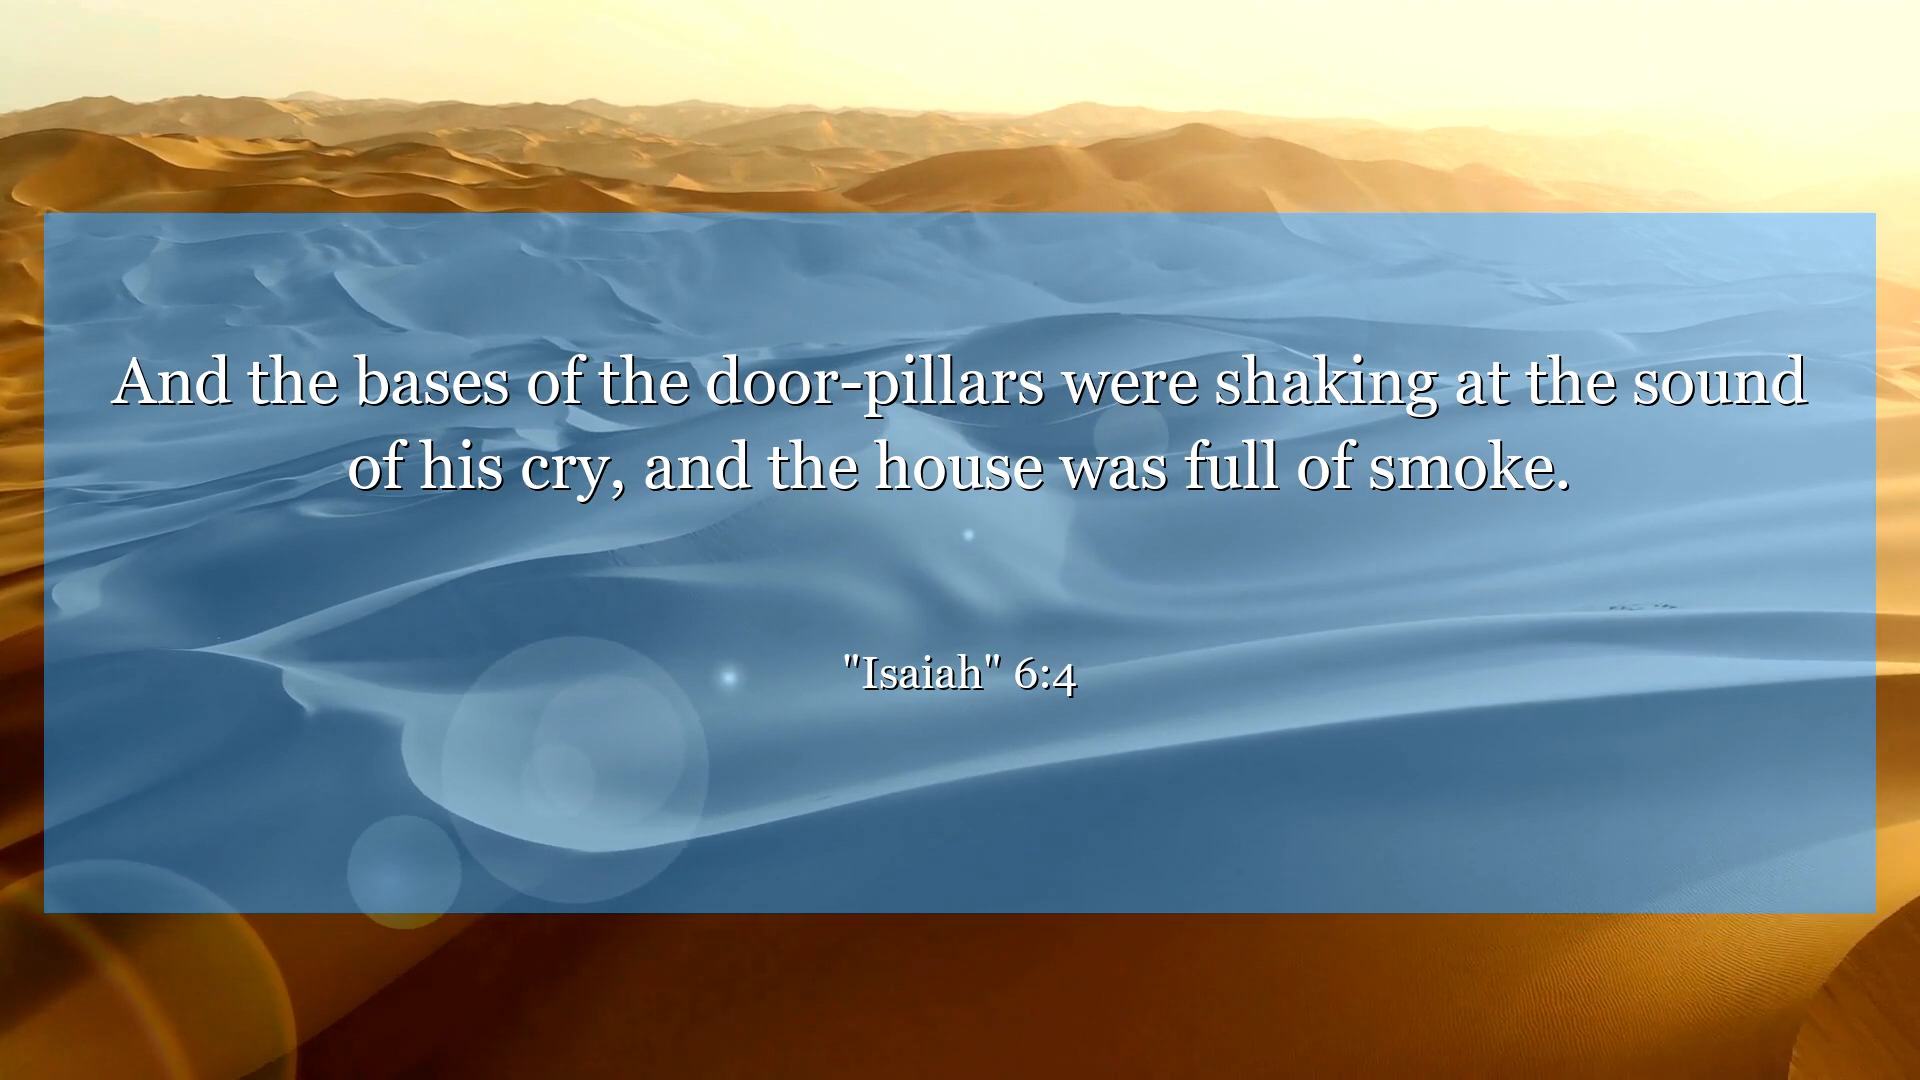 And the bases of the door-pillars were shaking at the sound
of his cry, and the house was full of smoke.
"Isaiah" 6:4